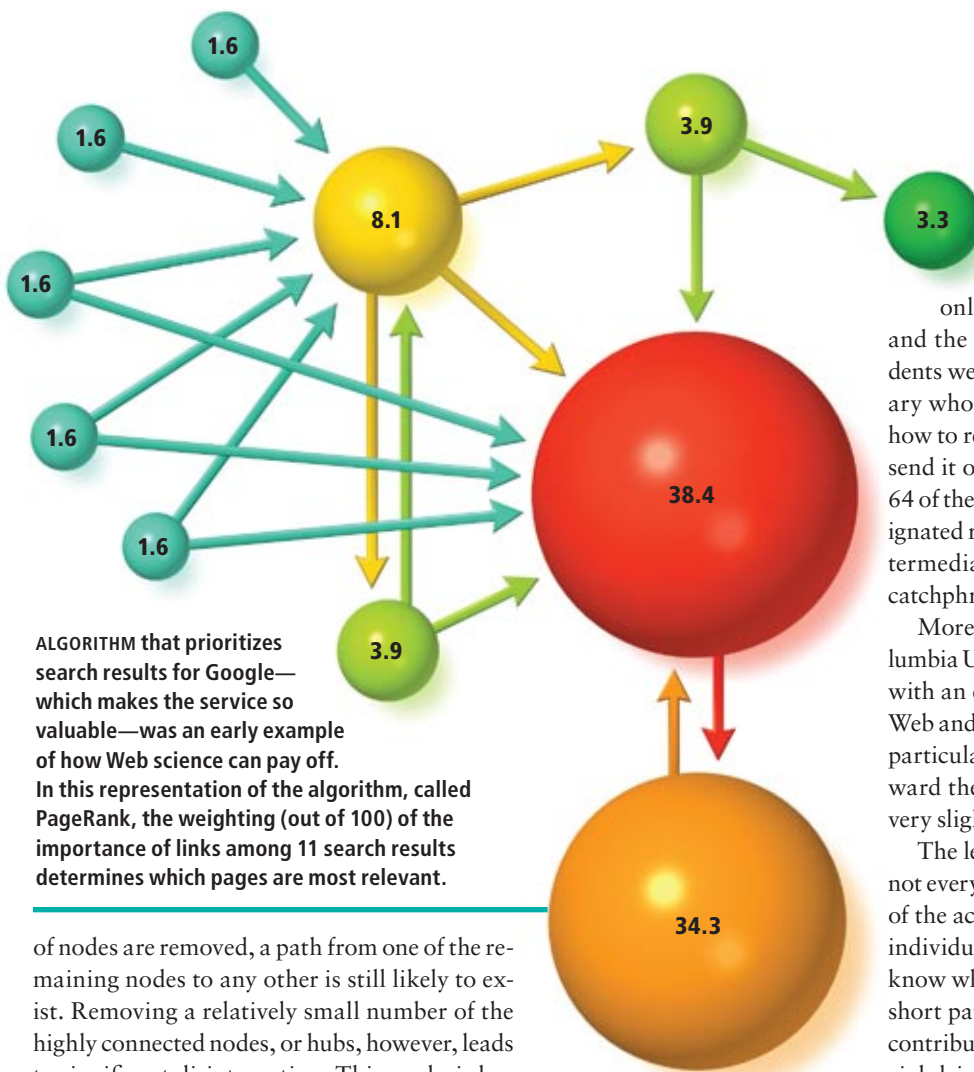 1.6
1.6
3.9
8.1
3.3
1.6
1.6
38.4
1.6
3.9
34.3
ALGORITHM that prioritizes
search results for Google—
which makes the service so
valuable—was an early example
of how Web science can pay off.
In this representation of the algorithm, called
PageRank, the weighting (out of 100) of the
importance of links among 11 search results
determines which pages are most relevant.
of nodes are removed, a path from one of the re-
maining nodes to any other is still likely to ex-
ist. Removing a relatively small number of the
highly connected nodes, or hubs, however, leads
and the
dents we
ary who
how to re
send it o
64 of the
ignated
termedia
catchphr
More
lumbia U
with an
Web and
particula
ward the
very sligh
The le
not every
of the ac
individu
know wh
short pa
contribu